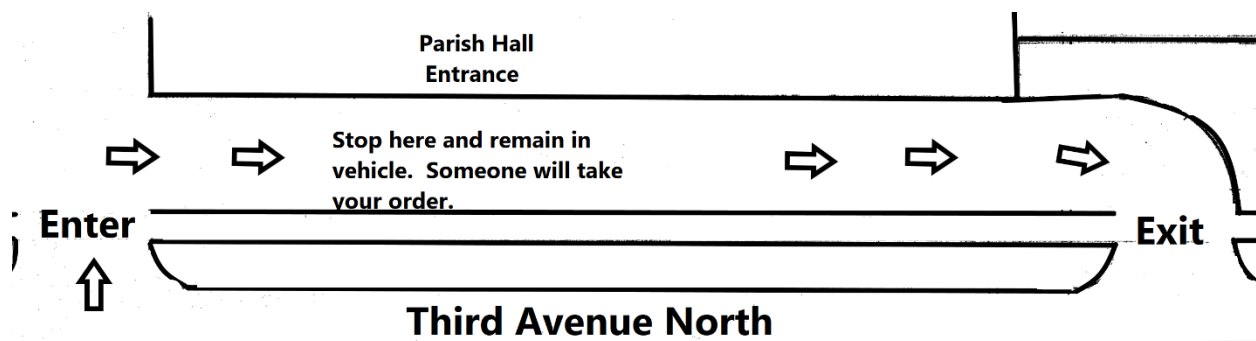 Parish Hall
Entrance
Stop here and remain in
vehicle.  Someone will take
your order.
Enter
Exit
Third Avenue North